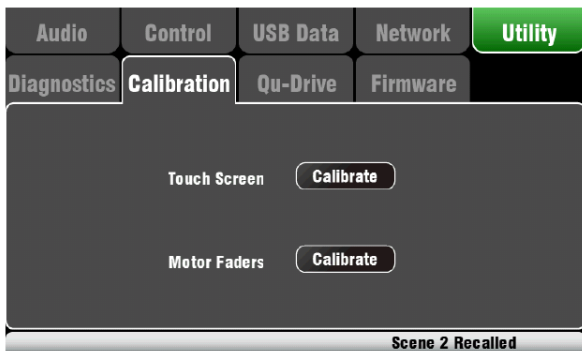 Audio Control USB Data Network Utility
Diagnostics Calibration Qu-Drive Firmware
Touch Screen Calibrate
Motor Faders Calibrate
Scene 2 Recalled